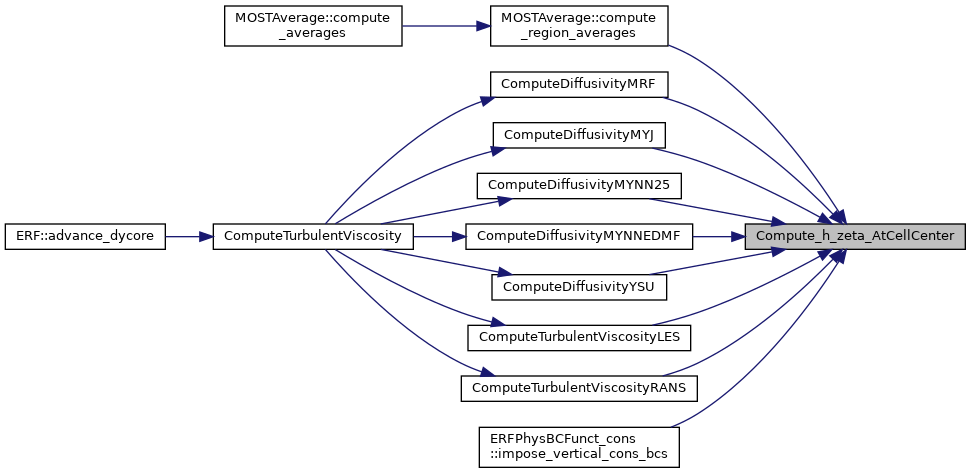 MOSTAverage::compute
_averages
MOSTAverage::compute
_region_averages
ComputeDiffusivityMRF
ComputeDiffusivityMYJ
ComputeDiffusivityMYNN25
ERF::advance_dycore
ComputeTurbulentViscosity
ComputeDiffusivityMYNNEDMF
Compute_h_zeta_AtCellCenter
ComputeDiffusivityYSU
ComputeTurbulentViscosityLES
ComputeTurbulentViscosityRANS
ERFPhysBCFunct_cons
::impose_vertical_cons_bcs